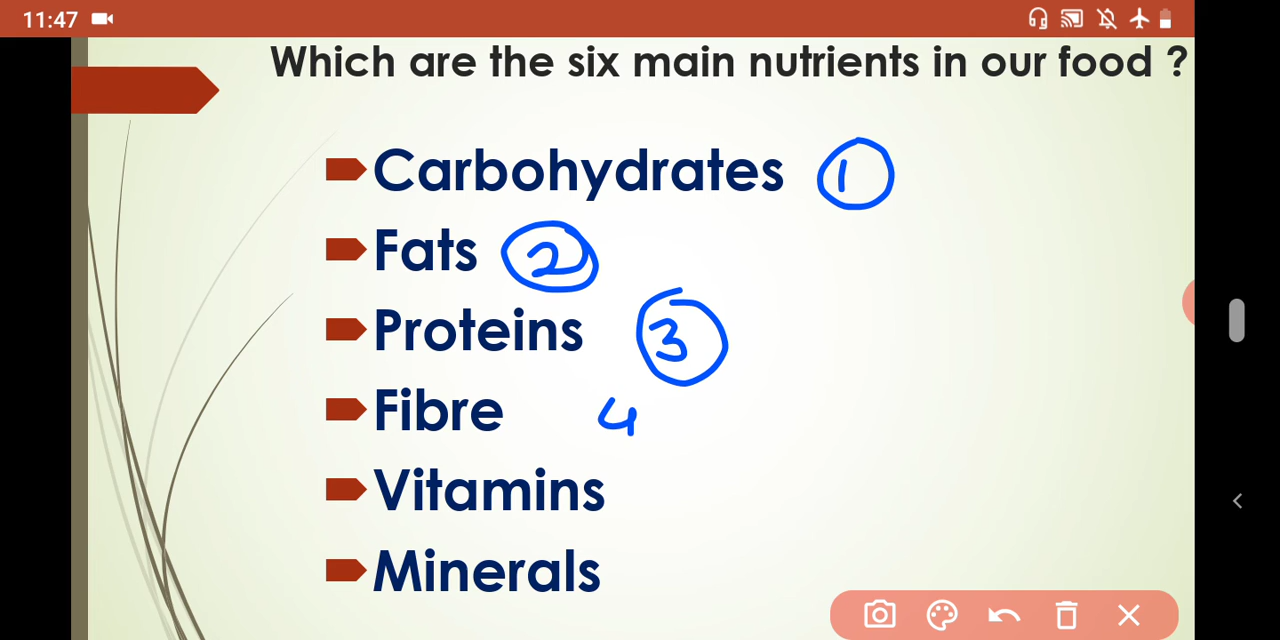 11:47
Which are the six main nutrients in our food ?
Carbohydrates 1
Fats 2
Proteins 3
Fibre 4
Vitamins
Minerals